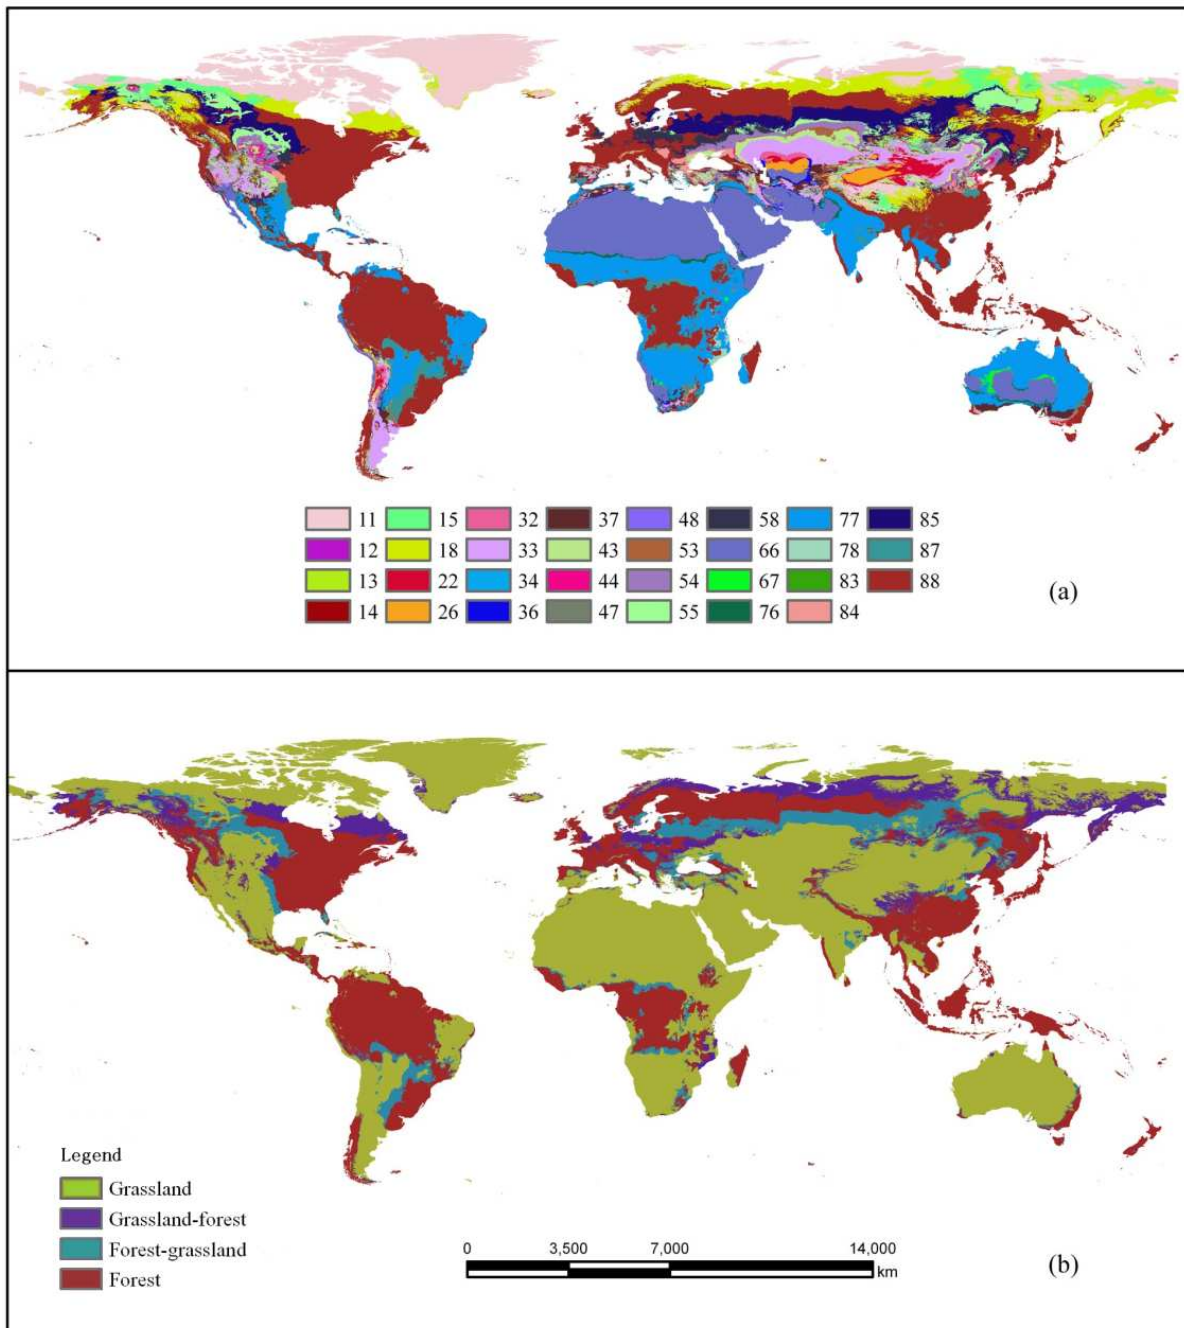 11 15 32 37 48 58 77 85
12 18 33 43 53 66 78 87
13 22 34 44 54 67 83 88
14 26 36 47 55 76 84
(a)
Legend
Grassland
Grassland-forest
Forest-grassland
Forest
0 3,500 7,000 14,000
km
(b)